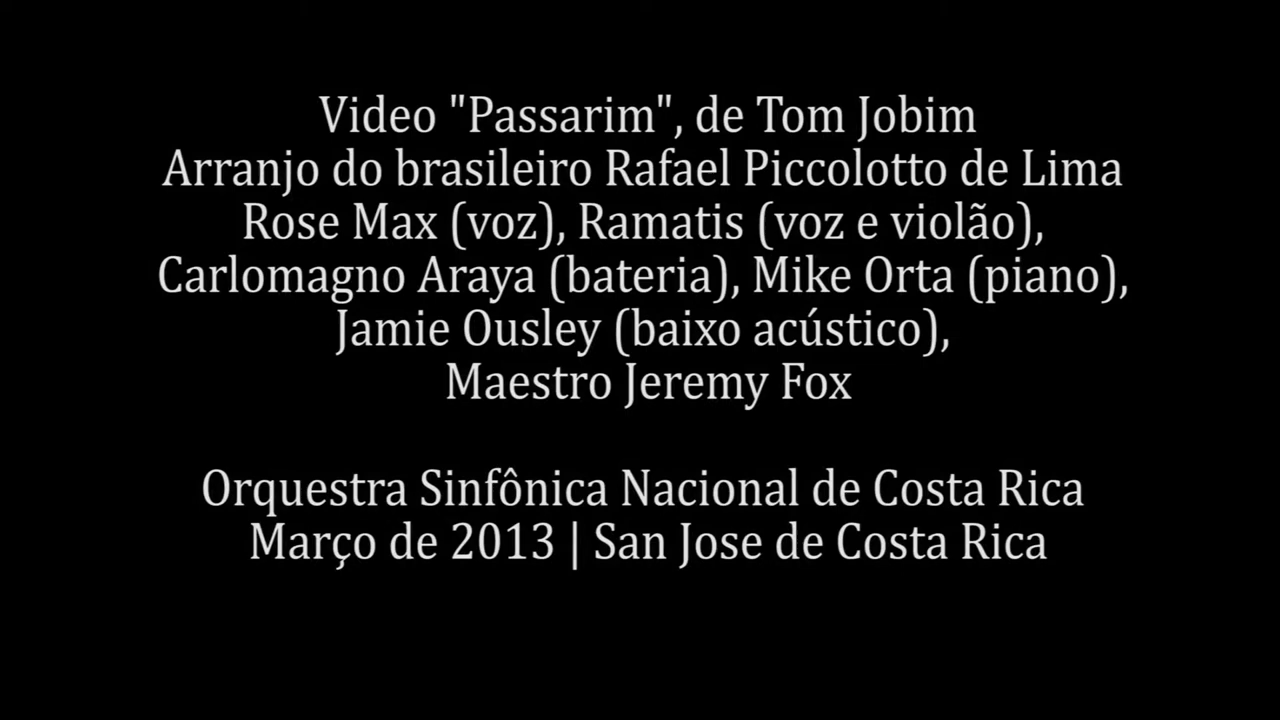 Video "Passarim", de Tom Jobim
Arranjo do brasileiro Rafael Piccolotto de Lima
Rose Max (voz), Ramatis (voz e violão),
Carlomagno Araya (bateria), Mike Orta (piano),
Jamie Ousley (baixo acústico),
Maestro Jeremy Fox
Orquestra Sinfônica Nacional de Costa Rica
Março de 2013 | San Jose de Costa Rica